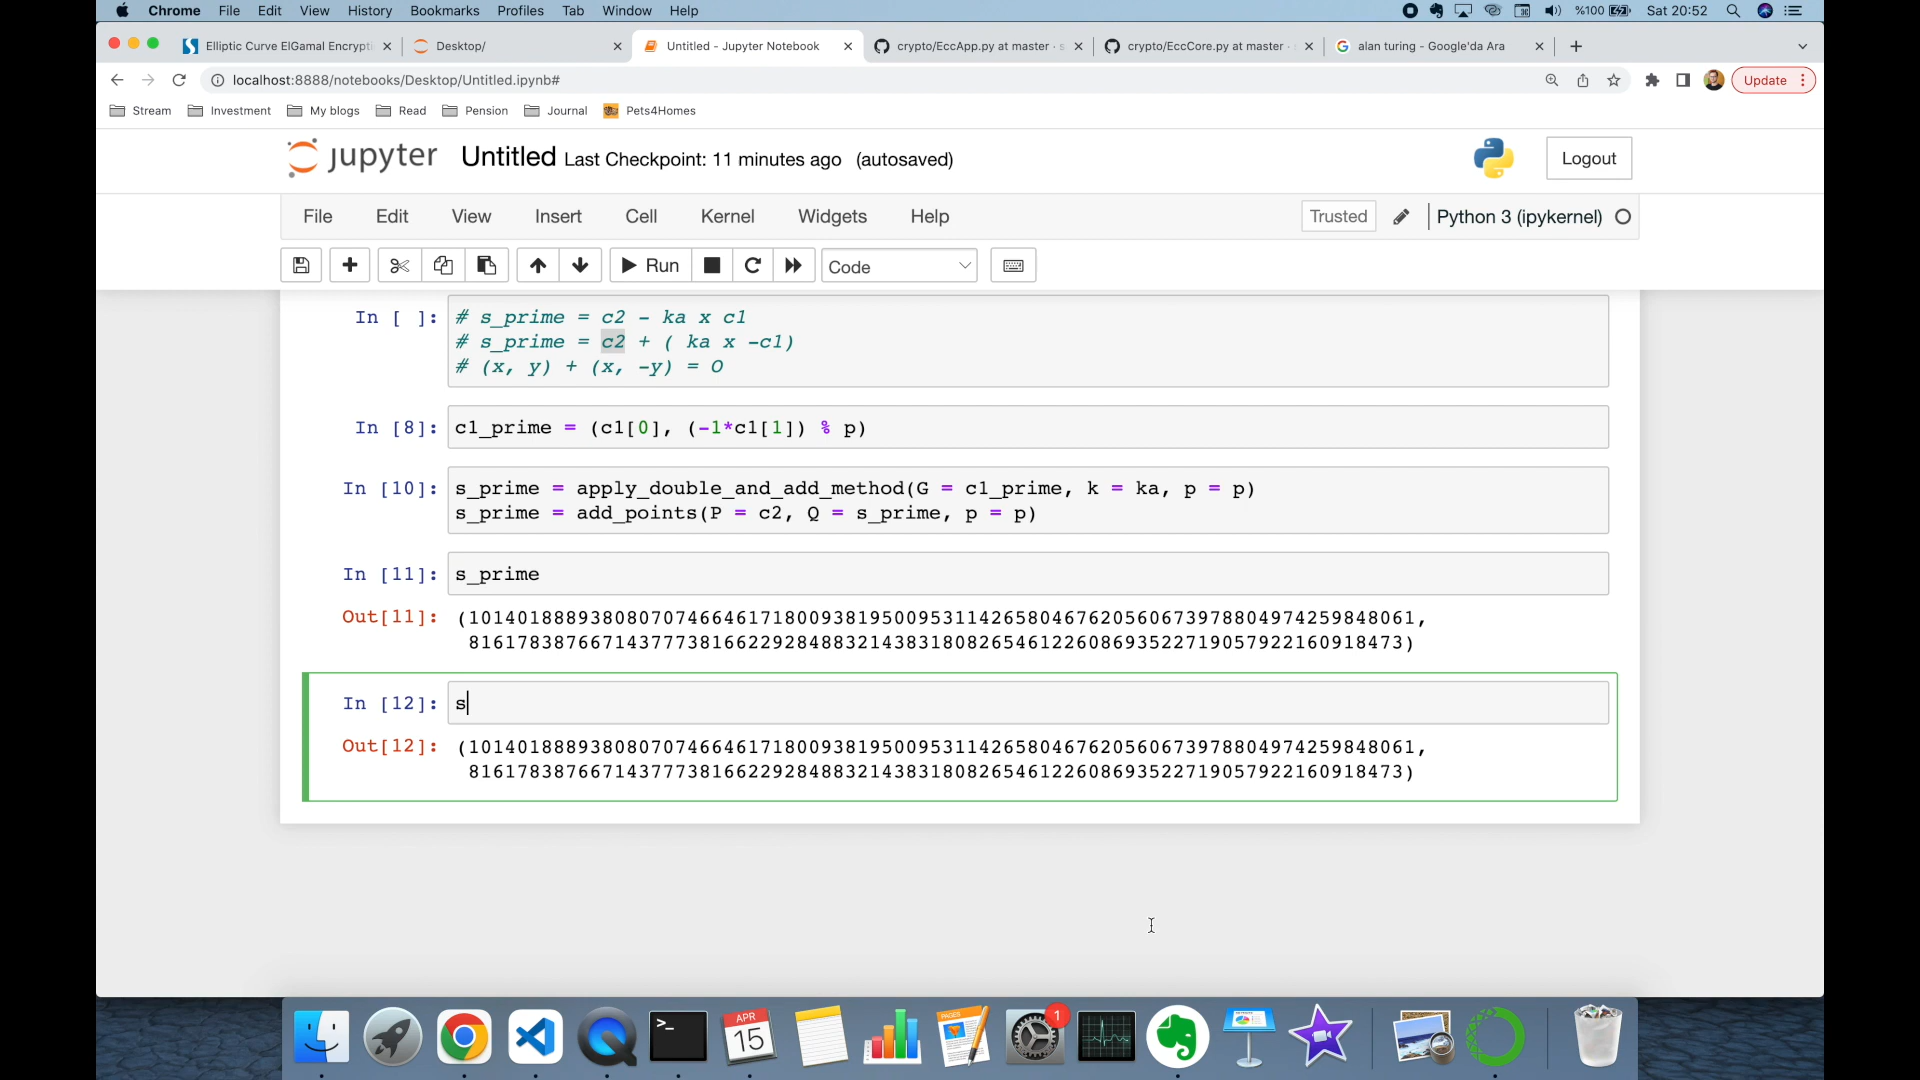 Chrome File Edit View History Bookmarks Profiles Tab Window Help %100 Sat 20:52
Elliptic Curve ElGamal Encrypti Desktop/ Untitled - Jupyter Notebook crypto/EccApp.py at master · s crypto/EccCore.py at master · alan turing - Google'da Ara
localhost:8888/notebooks/Desktop/Untitled.ipynb# Update
Stream Investment My blogs Read Pension Journal Pets4Homes
jupyter Untitled Last Checkpoint: 11 minutes ago (autosaved) Logout
File Edit View Insert Cell Kernel Widgets Help Trusted Python 3 (ipykernel)
Run Code
In [ ]: # s_prime = c2 - ka x c1
# s_prime = c2 + ( ka x -c1)
# (x, y) + (x, -y) = O
In [8]: c1_prime = (c1[0], (-1*c1[1]) % p)
In [10]: s_prime = apply_double_and_add_method(G = c1_prime, k = ka, p = p)
s_prime = add_points(P = c2, Q = s_prime, p = p)
In [11]: s_prime
Out[11]: (101401888938080707466461718009381950095311426580467620560673978804974259848061,
81617838766714377738166229284883214383180826546122608693522719057922160918473)
In [12]: s
Out[12]: (101401888938080707466461718009381950095311426580467620560673978804974259848061,
81617838766714377738166229284883214383180826546122608693522719057922160918473)
APR
15
PAGES
1